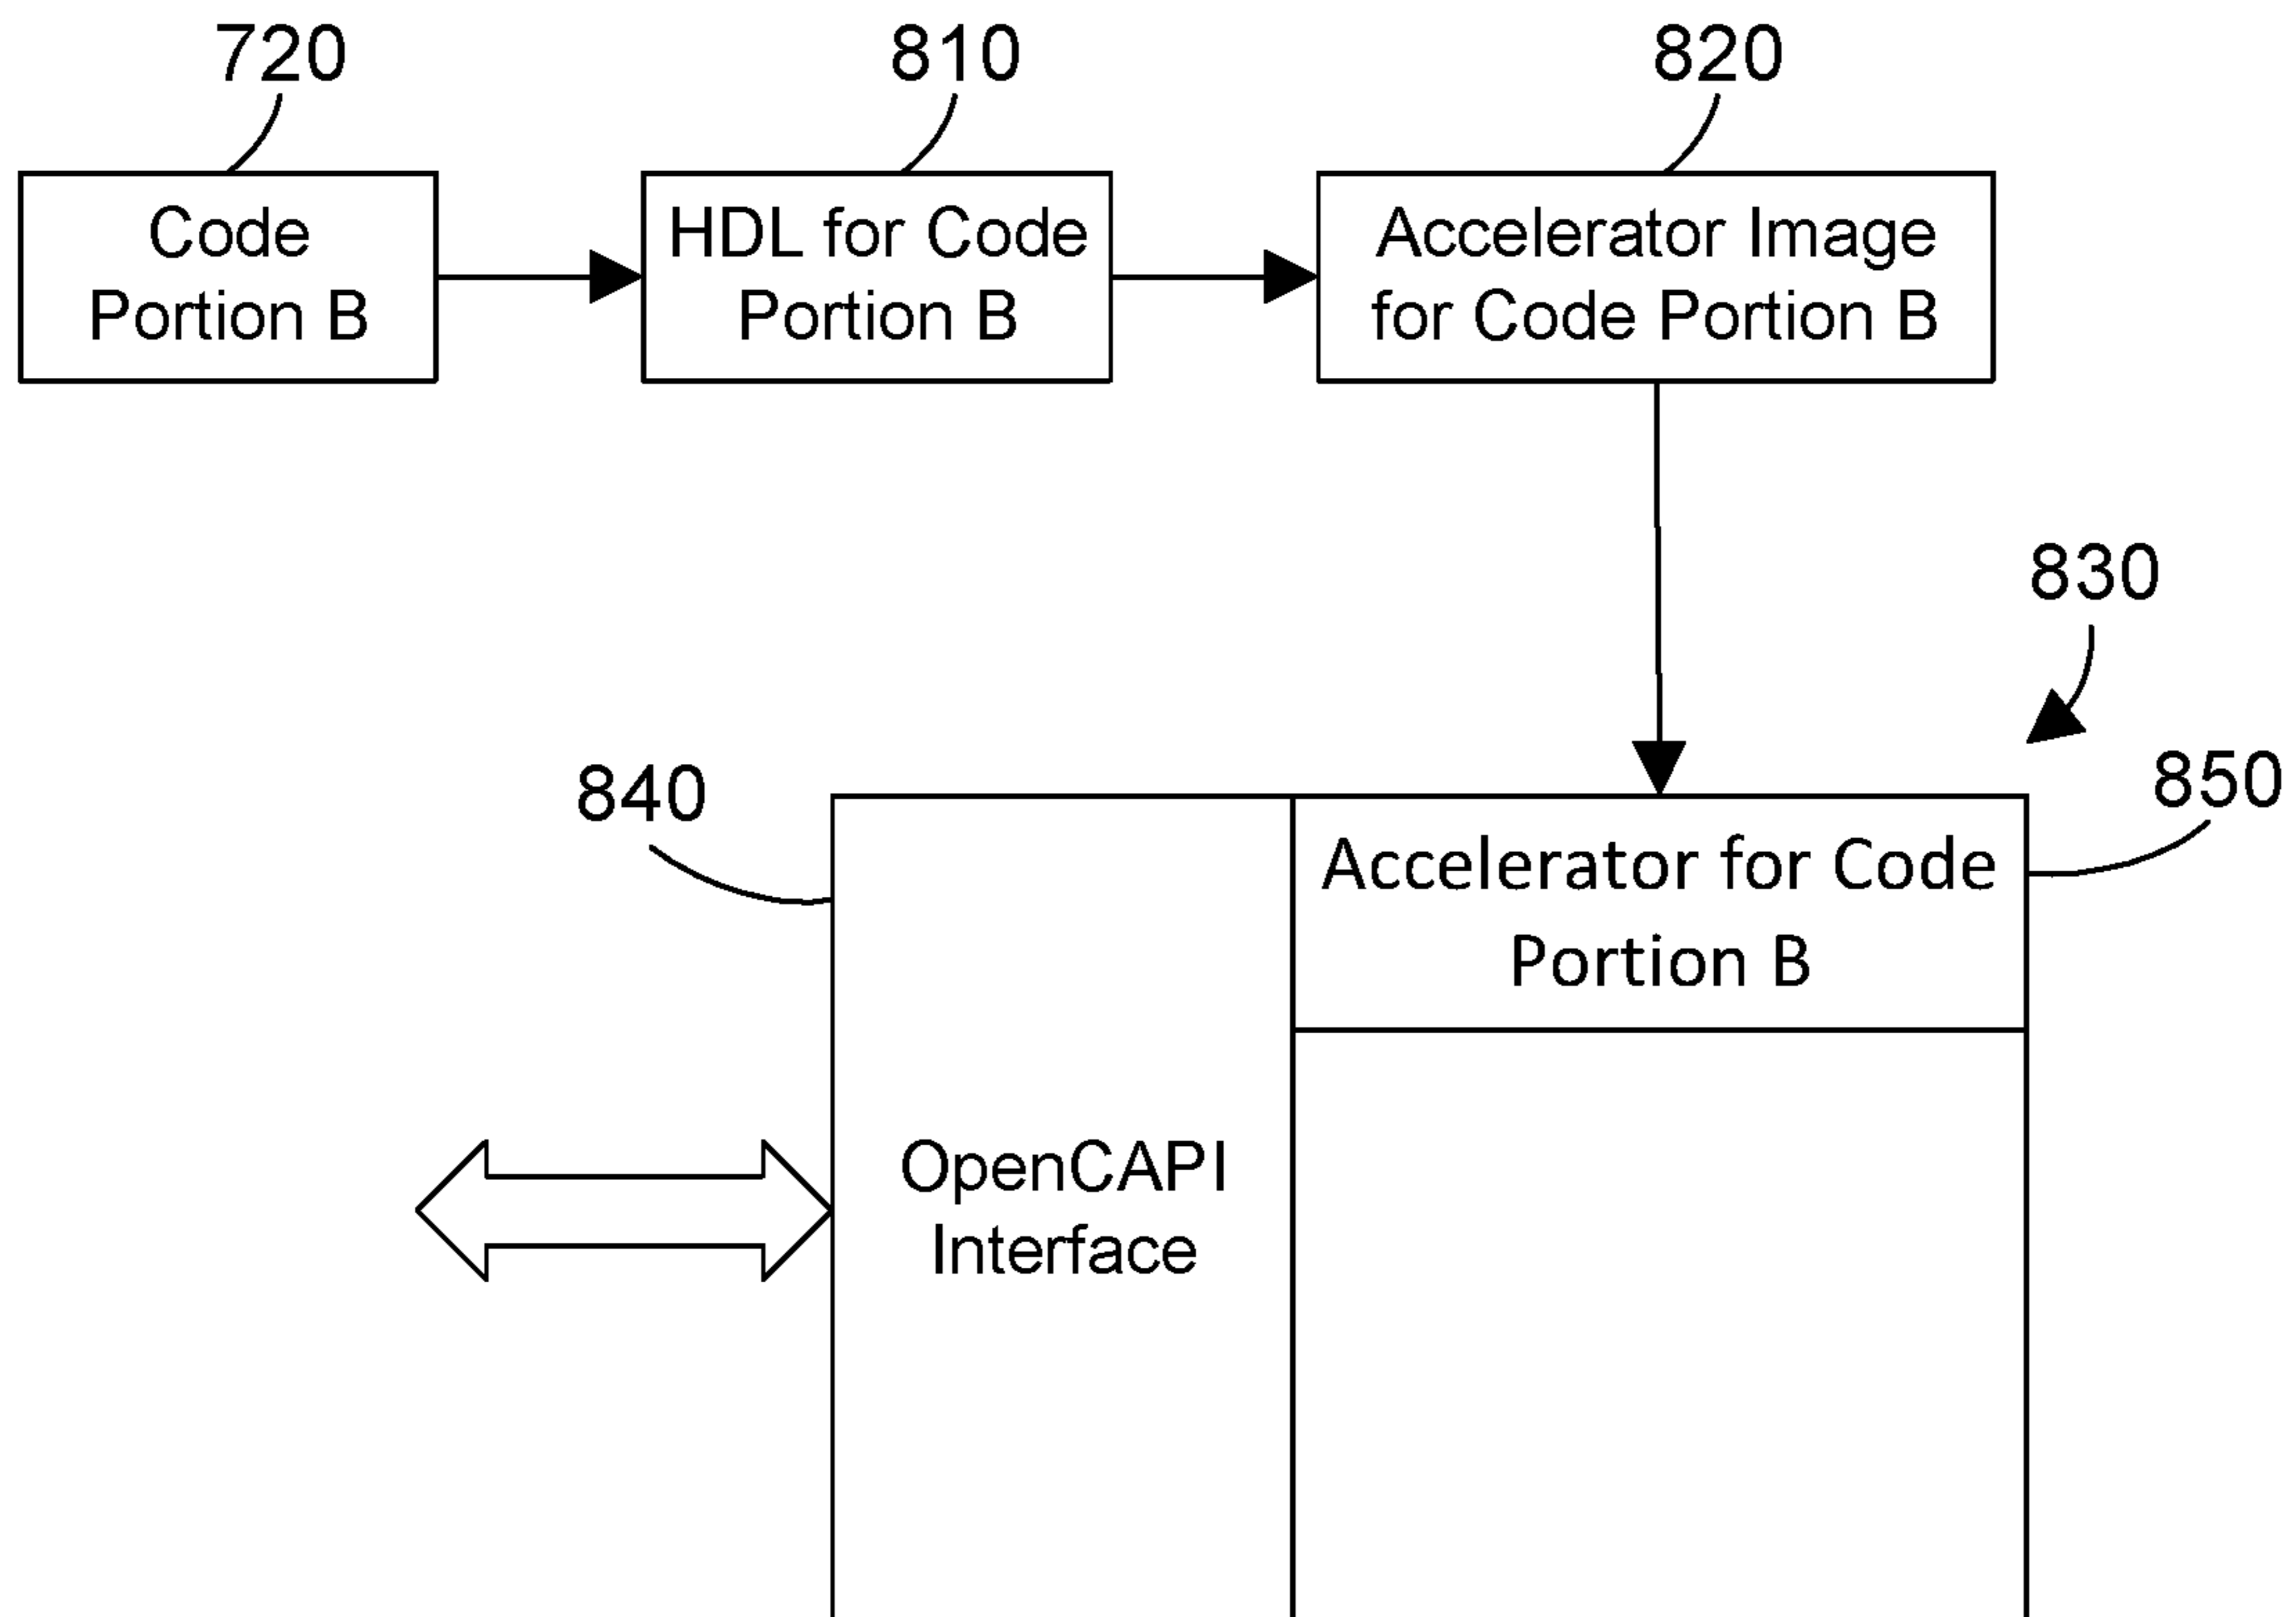 720
810
820
Code
Portion B
HDL for Code
Portion B
Accelerator Image
for Code Portion B
830
840
850
Accelerator for Code
Portion B
OpenCAPI
Interface